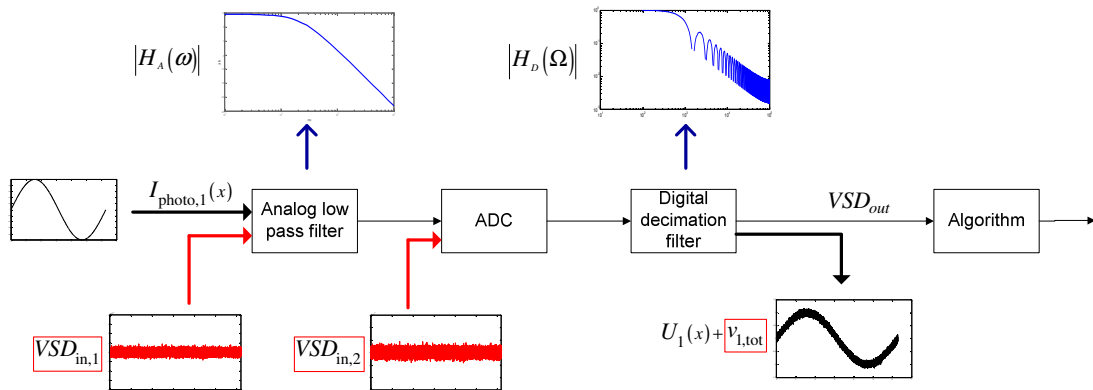 |H_A(ω)|
|H_D(Ω)|
I_photo,1(x)
Analog low
pass filter
ADC
Digital
decimation
filter
VSD_out
Algorithm
VSD_in,1
VSD_in,2
U_1(x)+v_1,tot